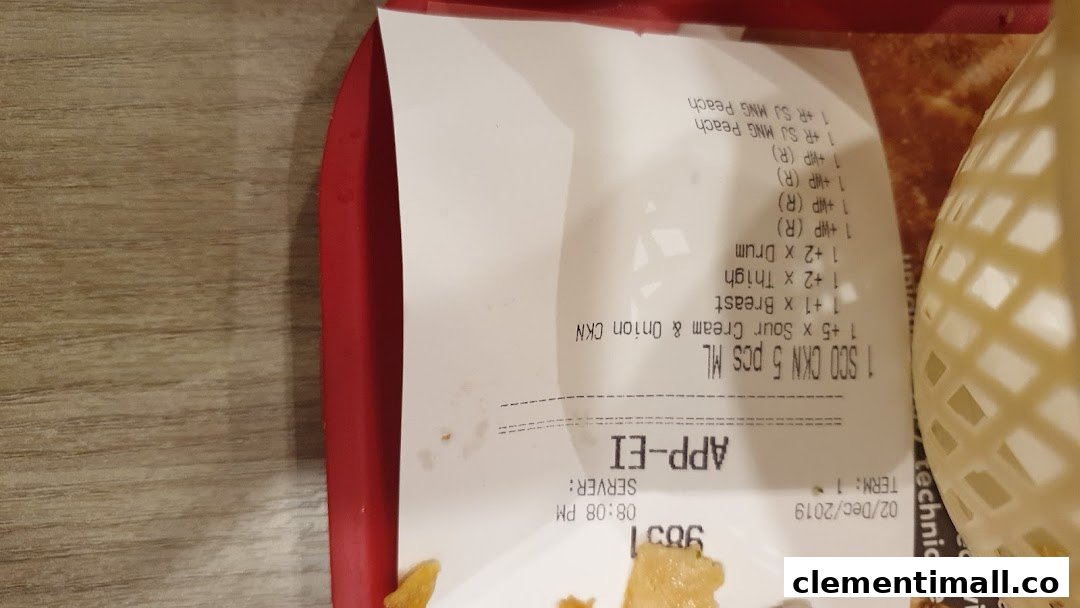 02/Dec/2019 08:08 PM
TERM: 1 SERVER:
APP-EI
1 SCO CKN 5 pcs ML
1 +5 x Sour Cream & Onion CKN
1 +1 x Breast
1 +2 x Thigh
1 +2 x Drum
1 +WP (R)
1 +WP (R)
1 +WP (R)
1 +WP (R)
1 +R SJ MNG Peach
1 +R SJ MNG Peach
clementimall.co